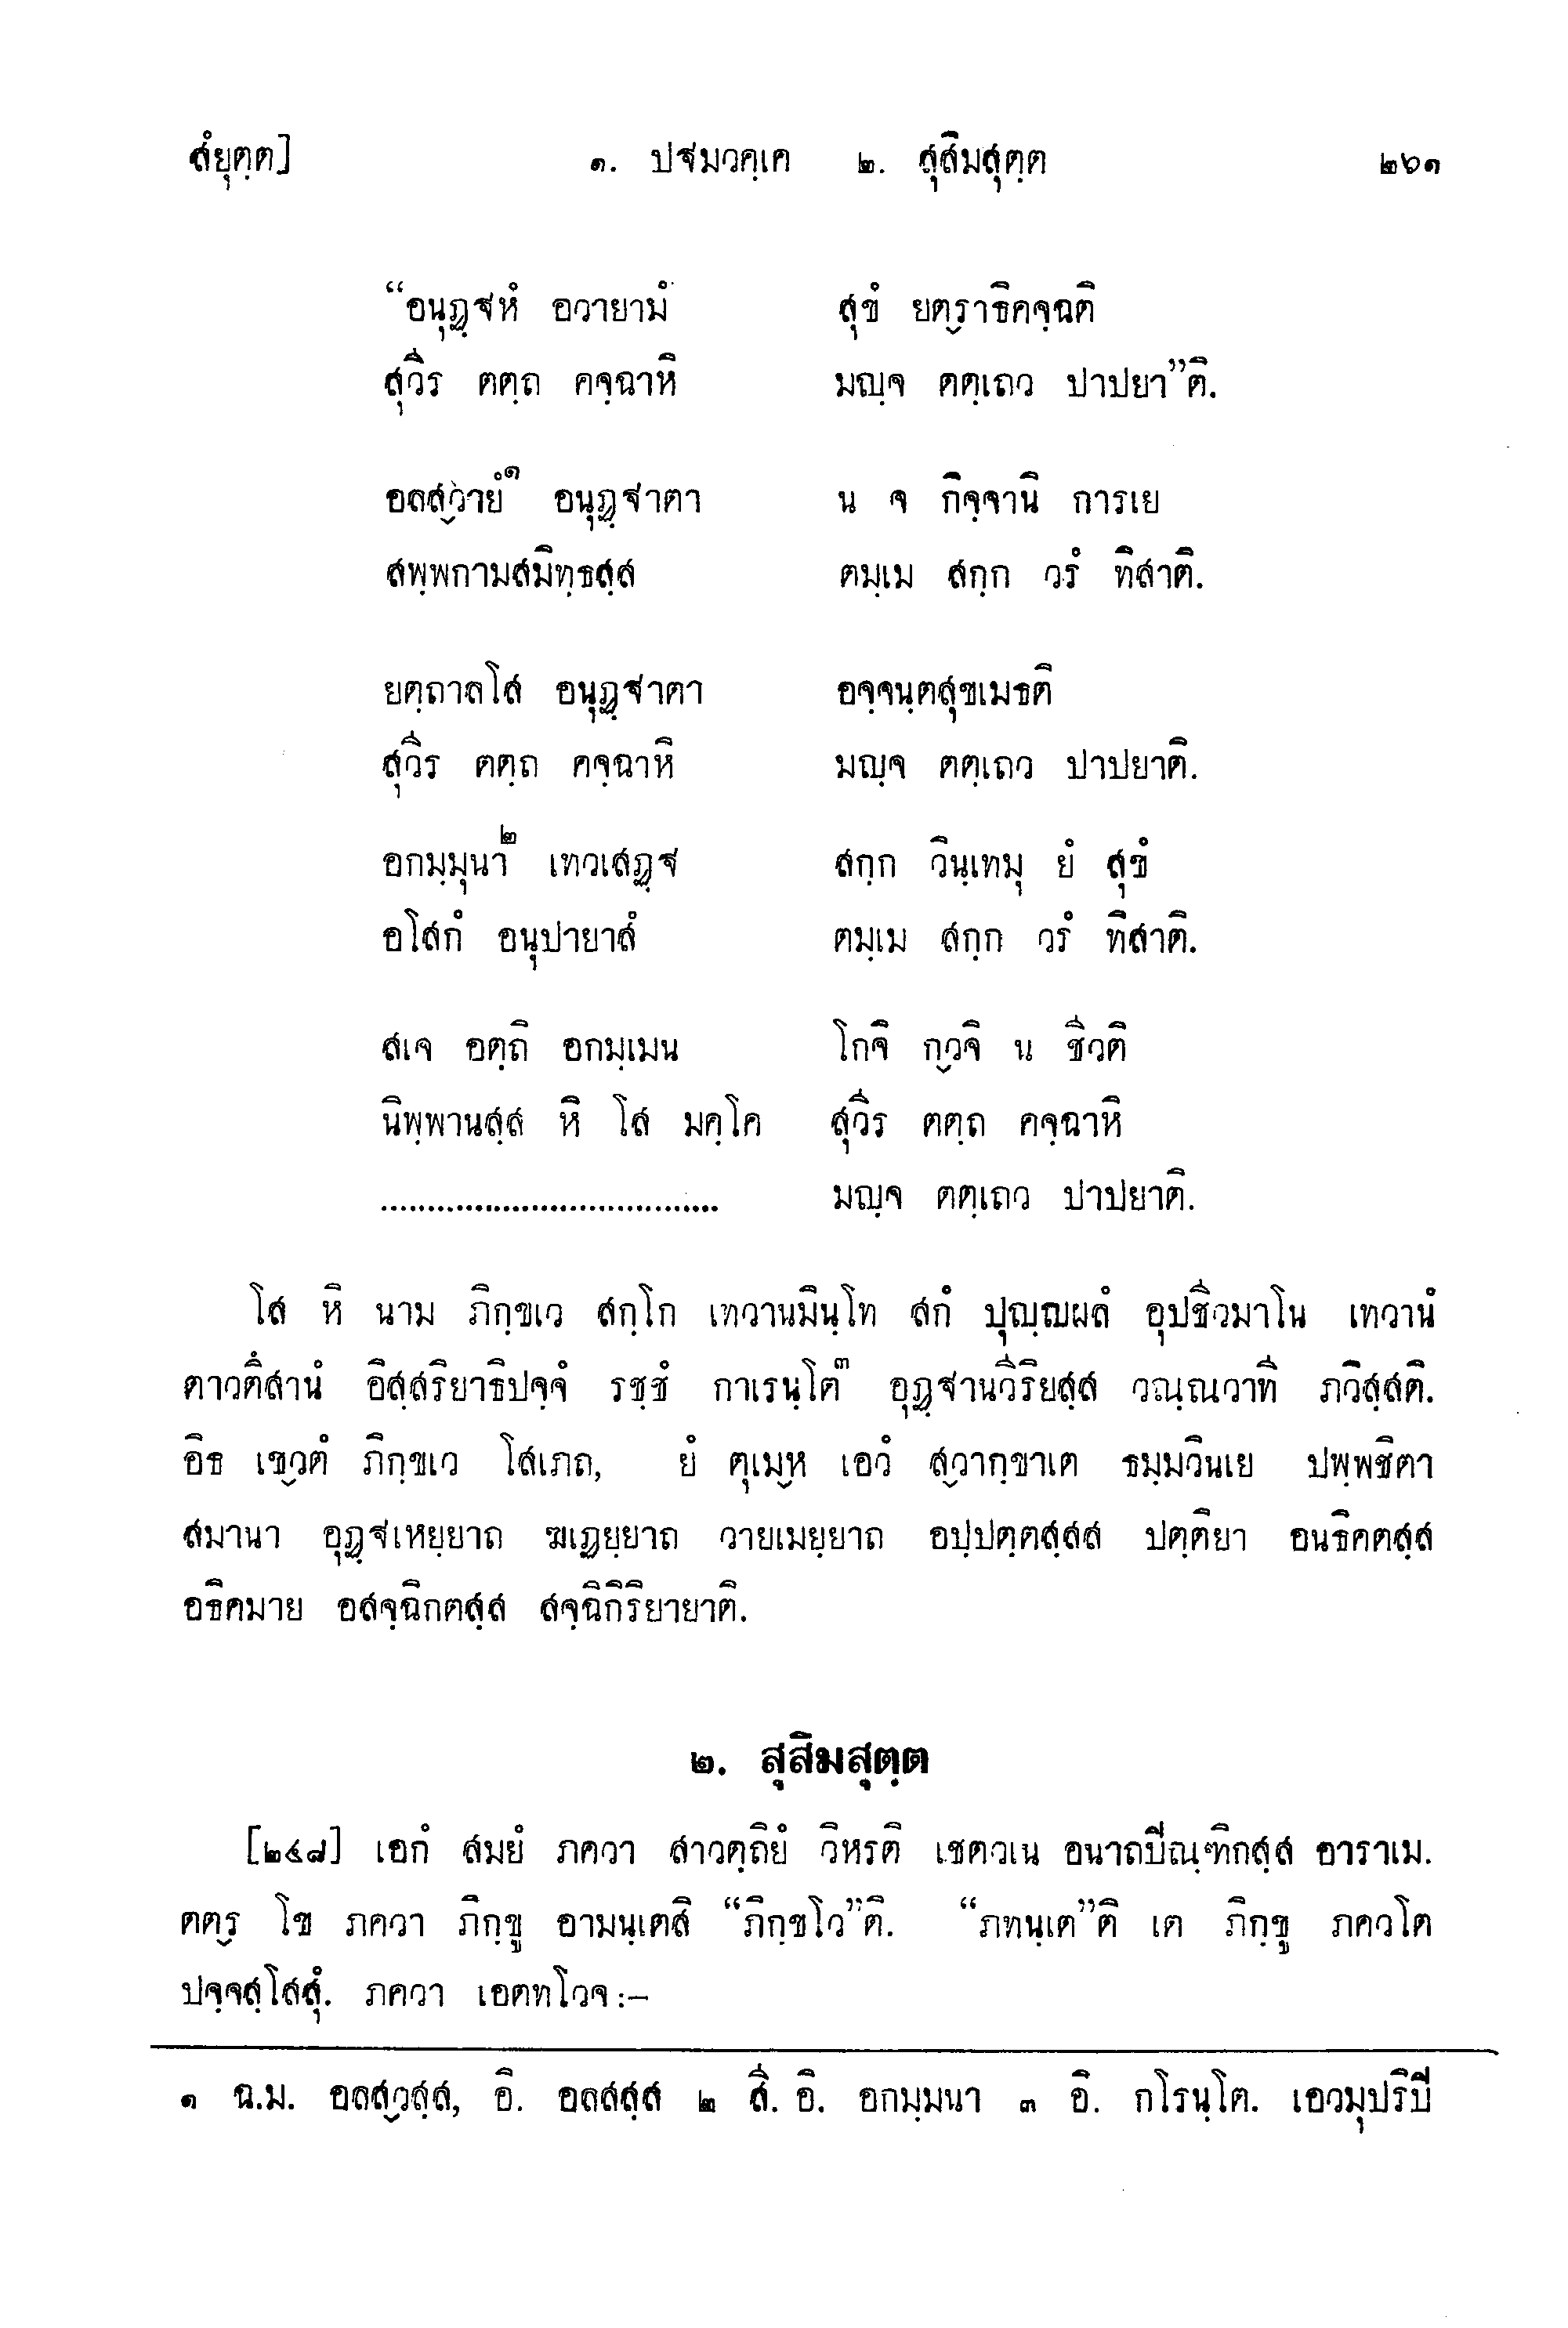 สํยุตฺต] ๑. ปฐมวคฺเค ๒. สุสีมสุตฺต ๒๖๑
“อนุฏฺฐหํ อวายามํ สุขํ ยตฺราธิคจฺฉติ
สุวีร ตตฺถ คจฺฉาหิ มญฺจ ตตฺเถว ปาปยา”ติ.
อลสฺวายํ๑ อนุฏฺฐาตา น จ กิจฺจานิ การเย
สพฺพกามสมิทฺธสฺส ตมฺเม สกฺก วรํ ทิสาติ.
ยตฺถาลโส อนุฏฺฐาตา อจฺจนฺตสุขเมธติ
สุวีร ตตฺถ คจฺฉาหิ มญฺจ ตตฺเถว ปาปยาติ.
อกมฺมุนา๒ เทวเสฏฺฐ สกฺก วินฺเทมุ ยํ สุขํ
อโสกํ อนุปายาสํ ตมฺเม สกฺก วรํ ทิสาติ.
สเจ อตฺถิ อกมฺเมน โกจิ กฺวจิ น ชีวติ
นิพฺพานสฺส หิ โส มคฺโค สุวีร ตตฺถ คจฺฉาหิ
.................................... มญฺจ ตตฺเถว ปาปยาติ.
โส หิ นาม ภิกฺขเว สกฺโก เทวานมินฺโท สกํ ปุญฺญผลํ อุปชีวมาโน เทวานํ
ตาวตึสานํ อิสฺสริยาธิปจฺจํ รชฺชํ กาเรนฺโต๓ อุฏฺฐานวีริยสฺส วณฺณวาที ภวิสฺสติ.
อิธ เขฺวตํ ภิกฺขเว โสเภถ, ยํ ตุเมฺห เอวํ สฺวากฺขาเต ธมฺมวินเย ปพฺพชิตา
สมานา อุฏฺฐเหยฺยาถ ฆเฏยฺยาถ วายเมยฺยาถ อปฺปตฺตสฺสส ปตฺติยา อนธิคตสฺส
อธิคมาย อสจฺฉิกตสฺส สจฺฉิกิริยายาติ.
๒. สุสีมสุตฺต
[๒๔๘] เอกํ สมยํ ภควา สาวตฺถิยํ วิหรติ เชตวเน อนาถปิณฺฑิกสฺส อาราเม.
ตตฺร โข ภควา ภิกฺขู อามนฺเตสิ “ภิกฺขโว”ติ. “ภทนฺเต”ติ เต ภิกฺขู ภควโต
ปจฺจสฺโสสุํ. ภควา เอตทโวจ :–
๑ ฉ.ม. อลสฺวสฺส, อิ. อลสสฺส ๒ สี. อิ. อกมฺมนา ๓ อิ. กโรนฺโต. เอวมุปริปิ